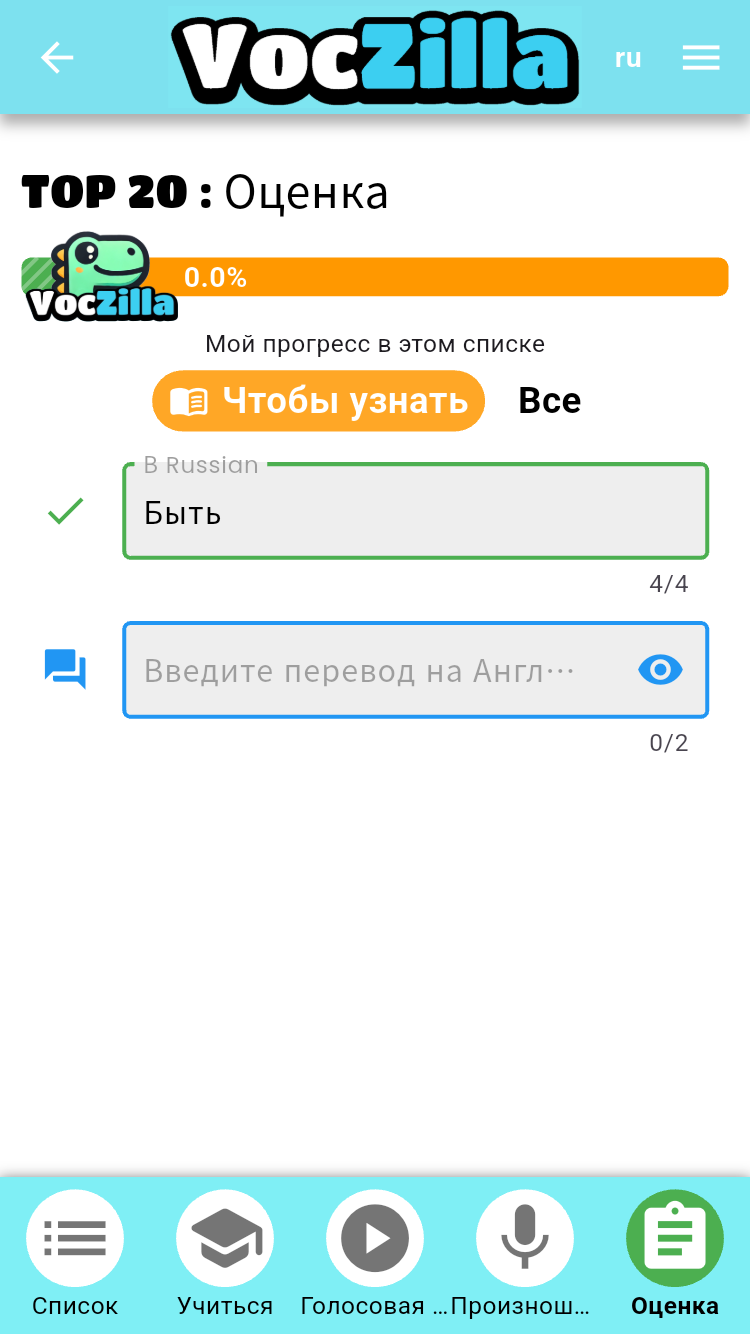 VocZilla
ru
TOP 20 : Оценка
VocZilla
0.0%
Мой прогресс в этом списке
Чтобы узнать
Все
В Russian
Быть
4/4
Введите перевод на Англ···
0/2
Список
Учиться
Голосовая ...
Произнош...
Оценка